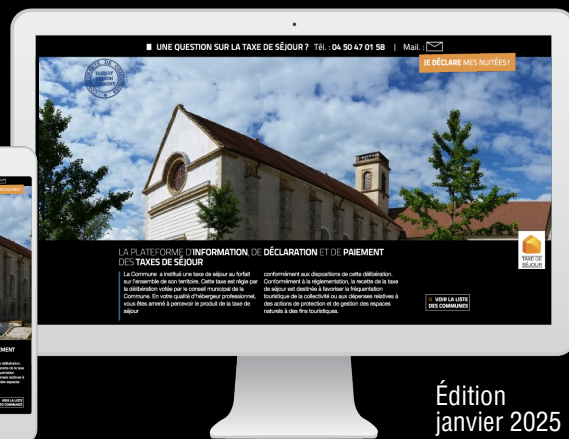 UNE QUESTION SUR LA TAXE DE SÉJOUR ? Tél. : 04 50 47 01 58 | Mail. :
JE DÉCLARE MES NUITÉES !
LA PLATEFORME D'INFORMATION, DE DÉCLARATION ET DE PAIEMENT
DES TAXES DE SÉJOUR
La Commune a institué une taxe de séjour au forfait
sur l'ensemble de son territoire. Cette taxe est régie par
la délibération votée par le conseil municipal de la
Commune. En votre qualité d'hébergeur professionnel,
vous êtes amené à percevoir le produit de la taxe de
séjour
conformément aux dispositions de cette délibération.
Conformément à la réglementation, la recette de la taxe
de séjour est destinée à favoriser la fréquentation
touristique de la collectivité ou aux dépenses relatives à
des actions de protection et de gestion des espaces
naturels à des fins touristiques.
TAXE DE
SÉJOUR
VOIR LA LISTE
DES COMMUNES
EMENT
VOIR LA LISTE
DES COMMUNES
Édition
janvier 2025